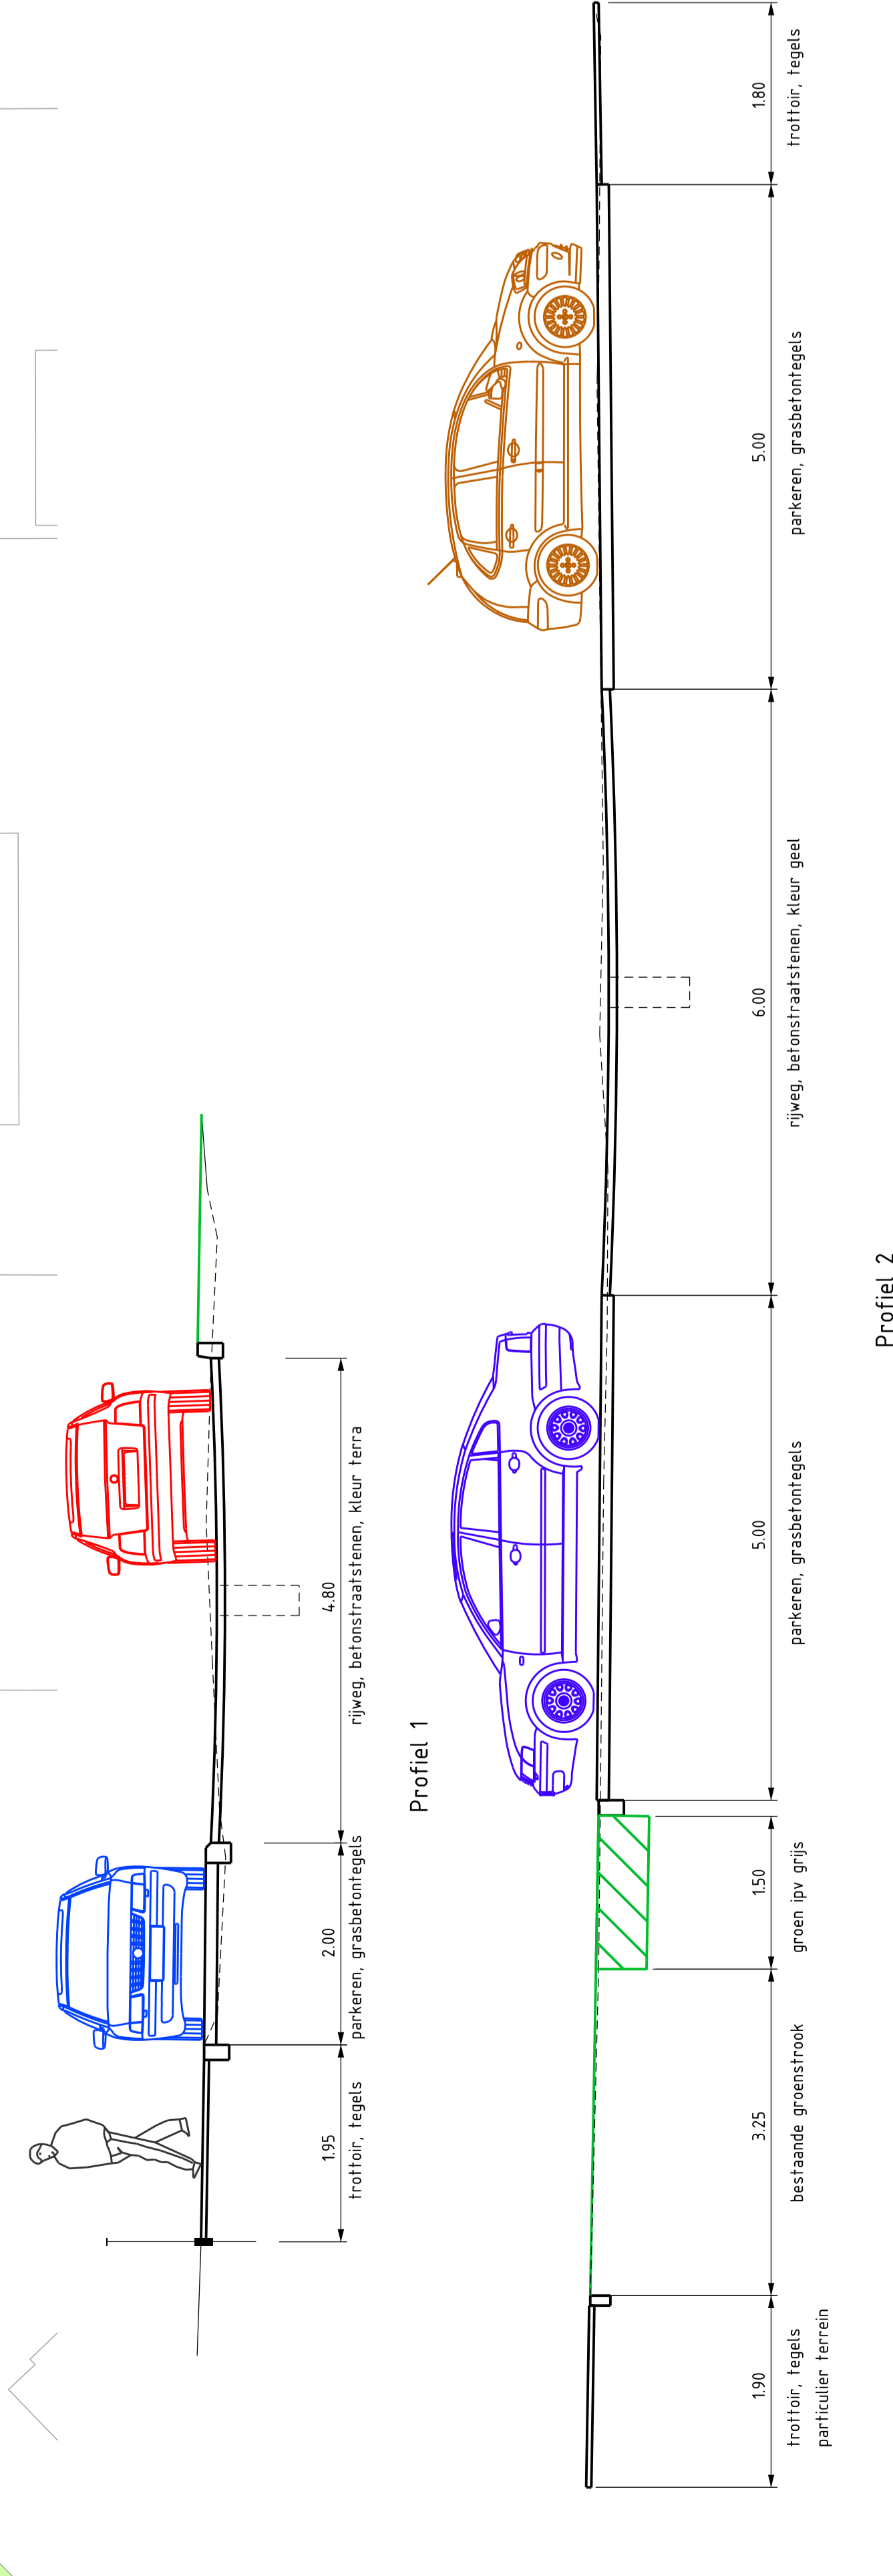 1.95
2.00
4.80
trottoir, tegels
parkeren, grasbetontegels
rijweg, betonstraatstenen, kleur terra
Profiel 1
1.90
3.25
1.50
5.00
6.00
5.00
1.80
trottoir, tegels
particulier terrein
bestaande groenstrook
groen ipv grijs
parkeren, grasbetontegels
rijweg, betonstraatstenen, kleur geel
parkeren, grasbetontegels
trottoir, tegels
Profiel 2